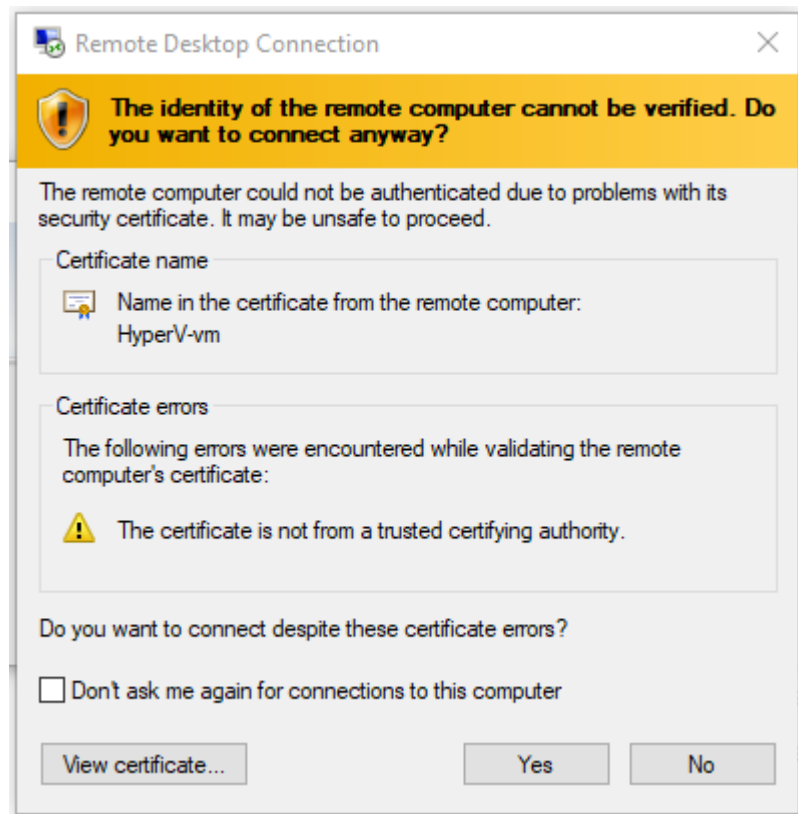 Remote Desktop Connection
The identity of the remote computer cannot be verified. Do
you want to connect anyway?
The remote computer could not be authenticated due to problems with its
security certificate. It may be unsafe to proceed.
Certificate name
Name in the certificate from the remote computer:
HyperV-vm
Certificate errors
The following errors were encountered while validating the remote
computer's certificate:
The certificate is not from a trusted certifying authority.
Do you want to connect despite these certificate errors?
Don't ask me again for connections to this computer
View certificate... Yes No